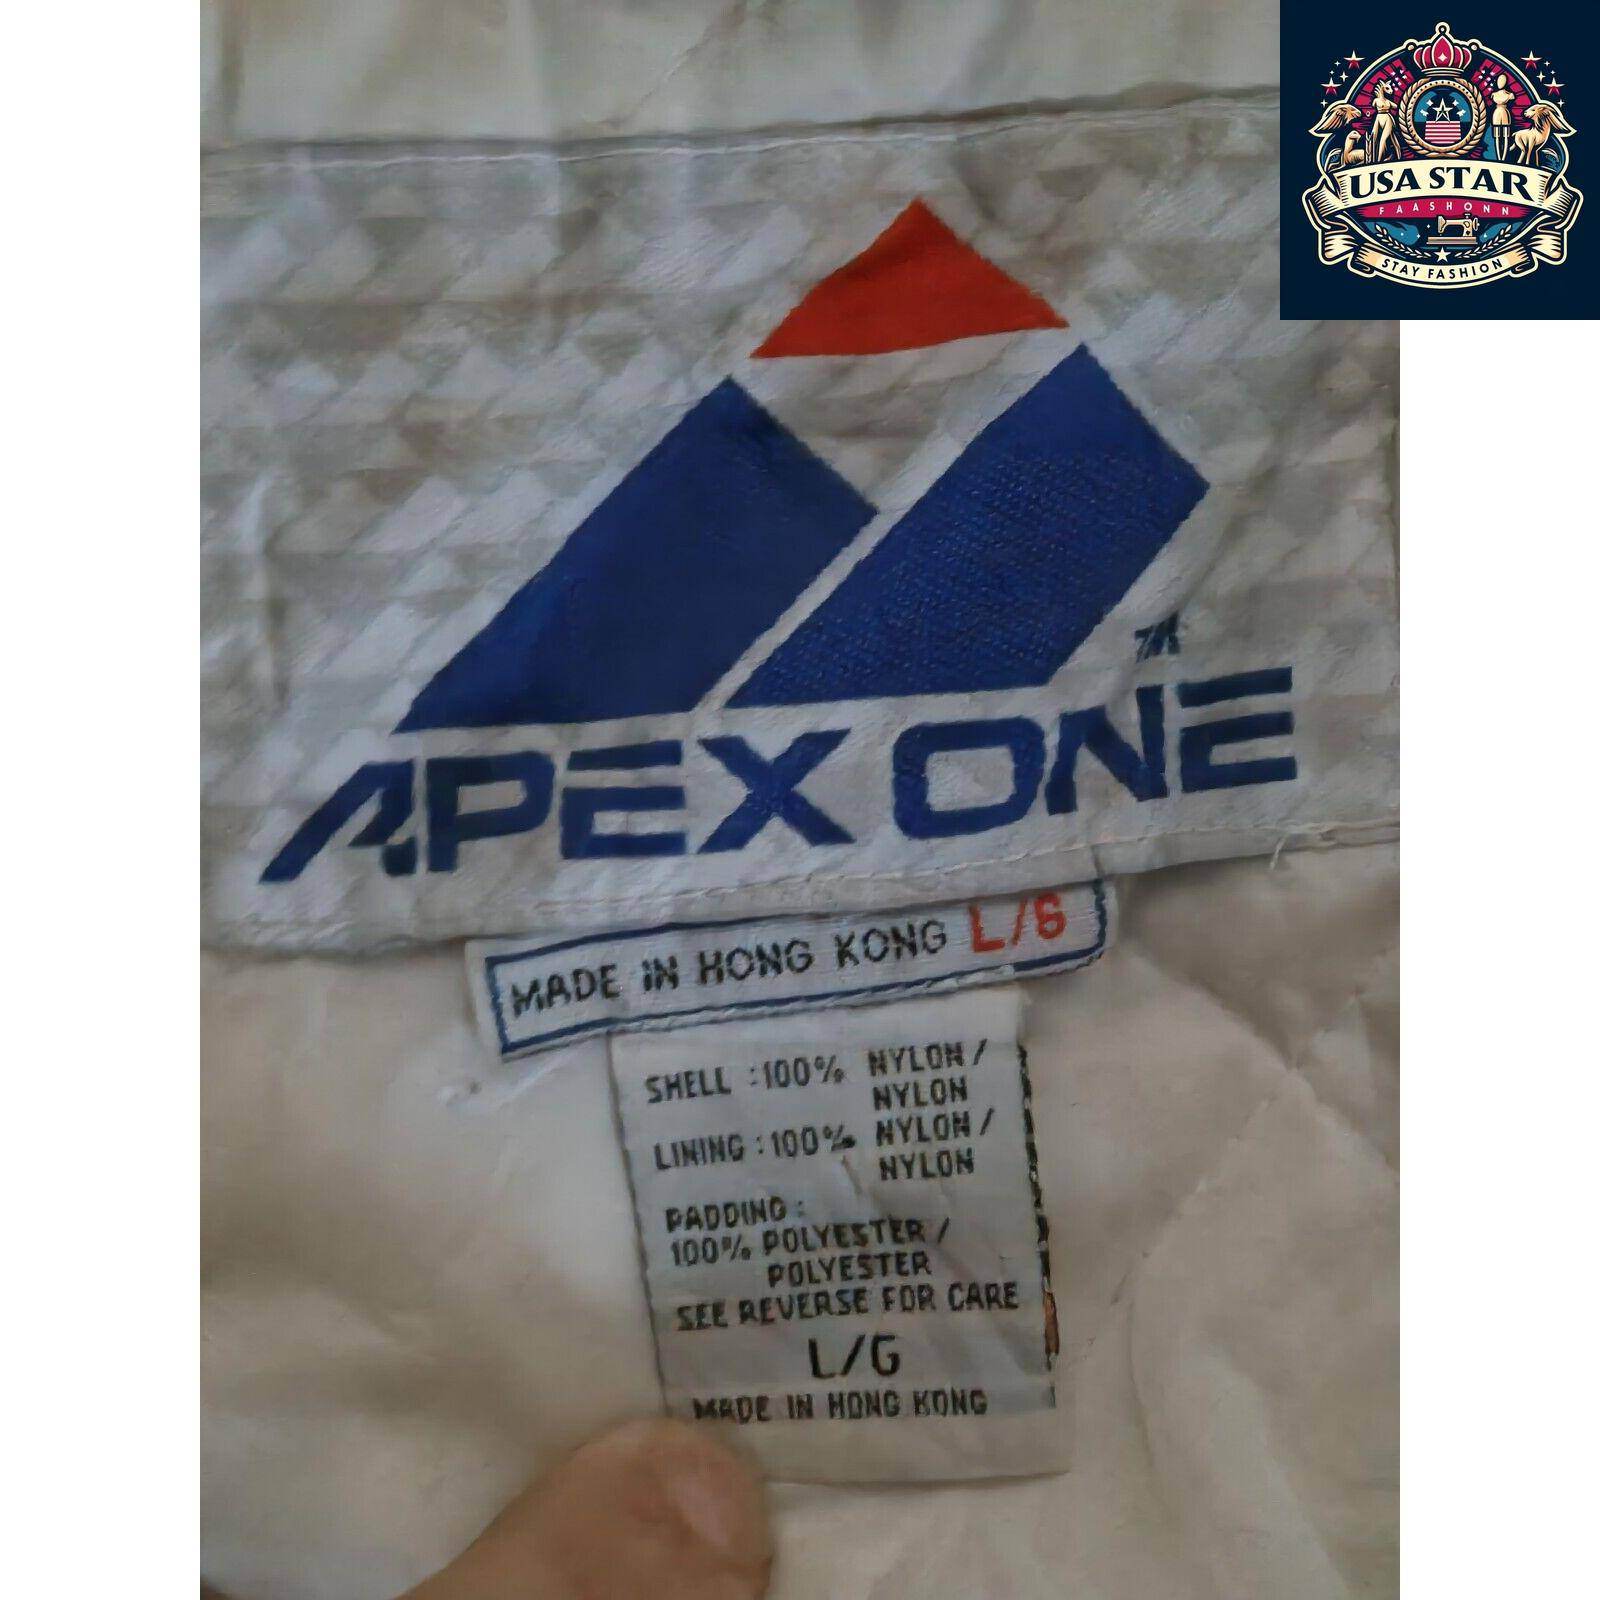 USA STAR
FAASHONN
STAY FASHION
TM
APEX ONE
MADE IN HONG KONG L/G
SHELL :100% NYLON/
NYLON
LINING :100% NYLON/
NYLON
PADDING :
100% POLYESTER/
POLYESTER
SEE REVERSE FOR CARE
L/G
MADE IN HONG KONG